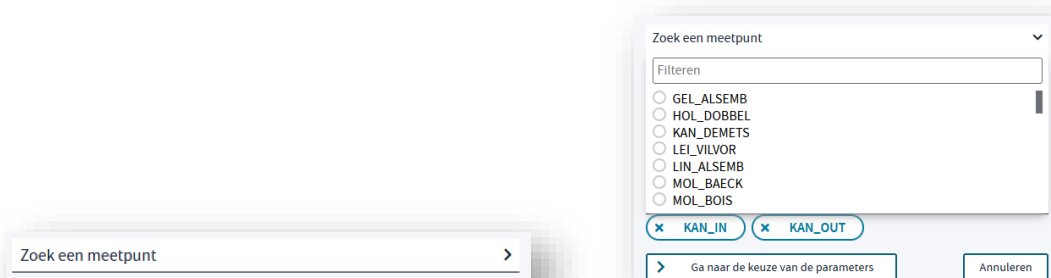 Zoek een meetpunt
Zoek een meetpunt
Filteren
GEL_ALSEMB
HOL_DOBBEL
KAN_DEMETS
LEI_VILVOR
LIN_ALSEMB
MOL_BAECK
MOL_BOIS
KAN_IN KAN_OUT
Ga naar de keuze van de parameters Annuleren